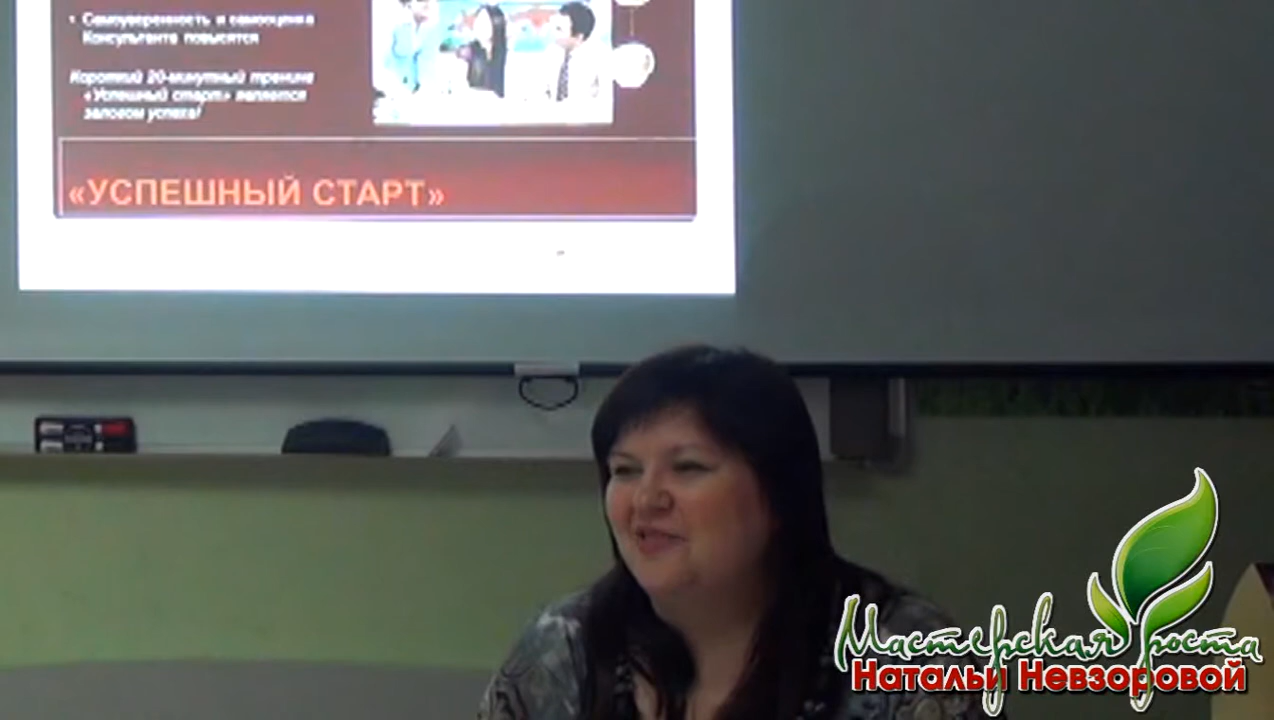 • Самоуверенность и самооценка
Консультанта повысятся
Короткий 20-минутный тренинг
«Успешный старт» является
залогом успеха!
«УСПЕШНЫЙ СТАРТ»
Мастерская роста
Натальи Невзоровой